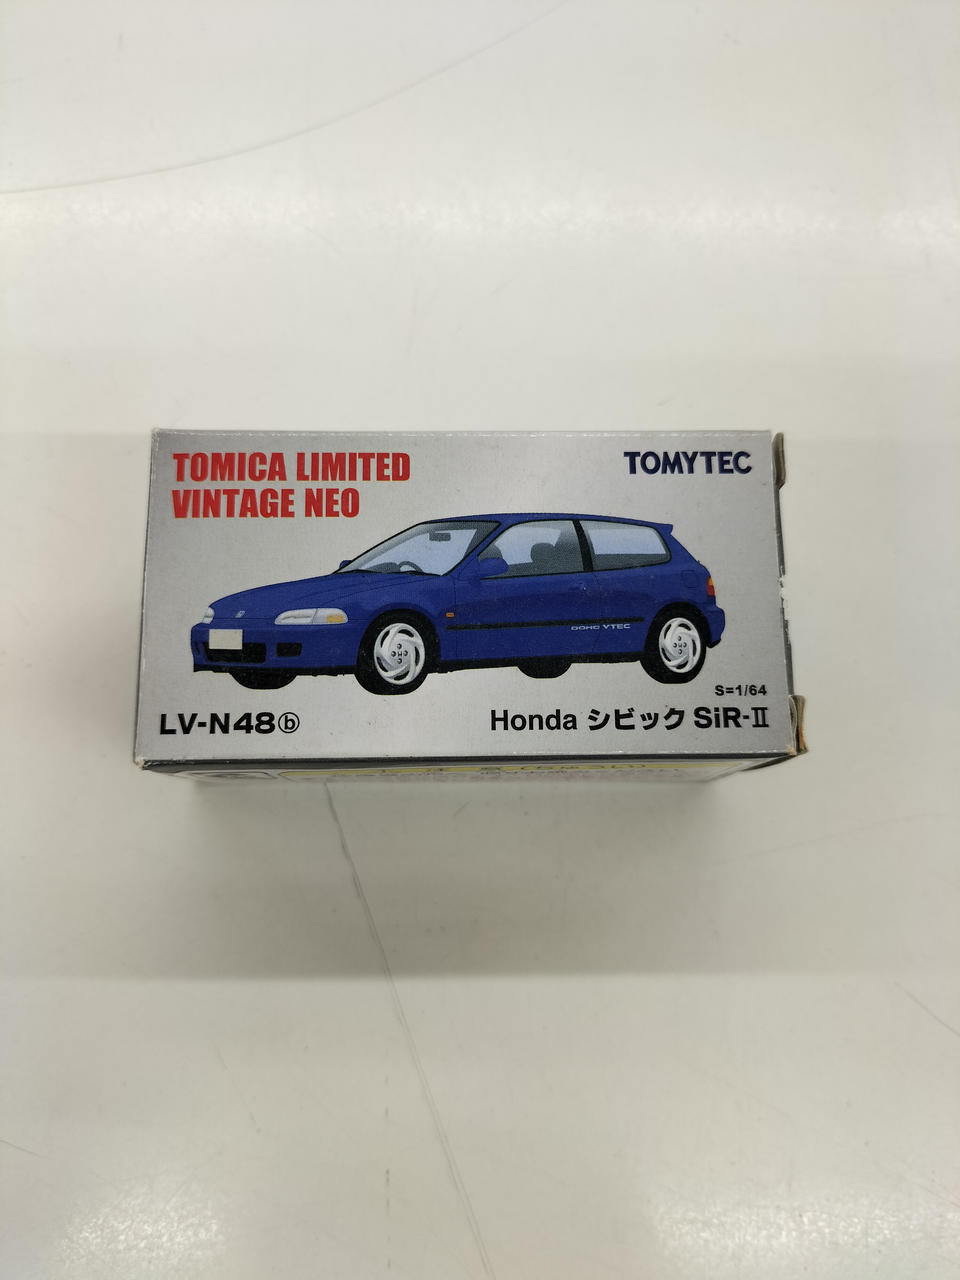 TOMICA LIMITED
VINTAGE NEO
TOMYTEC
DOHC VTEC
S=1/64
LV-N48ⓑ
Honda シビック SiR-II